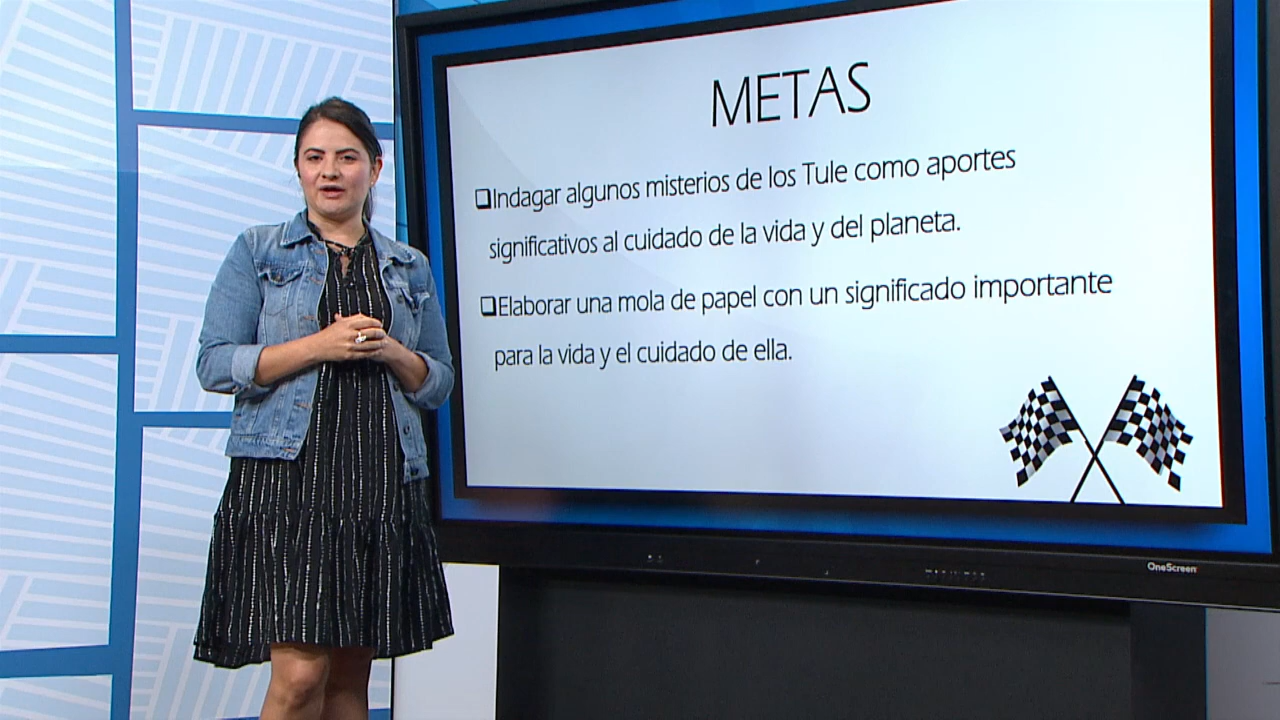 METAS
❑Indagar algunos misterios de los Tule como aportes
significativos al cuidado de la vida y del planeta.
❑Elaborar una mola de papel con un significado importante
para la vida y el cuidado de ella.
OneScreen